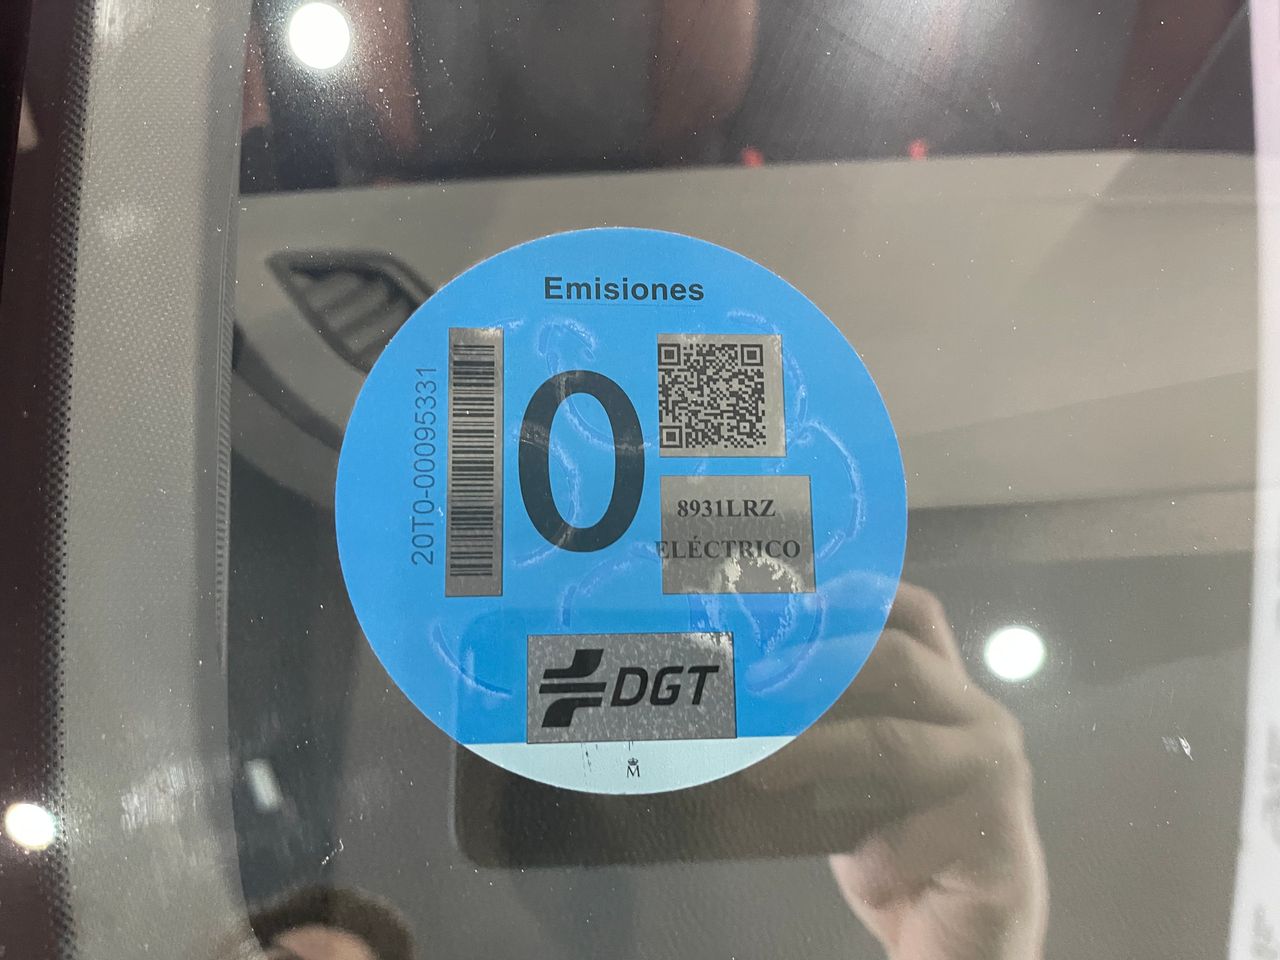 Emisiones
20T0-00095331
0
8931LRZ
ELÉCTRICO
DGT
M